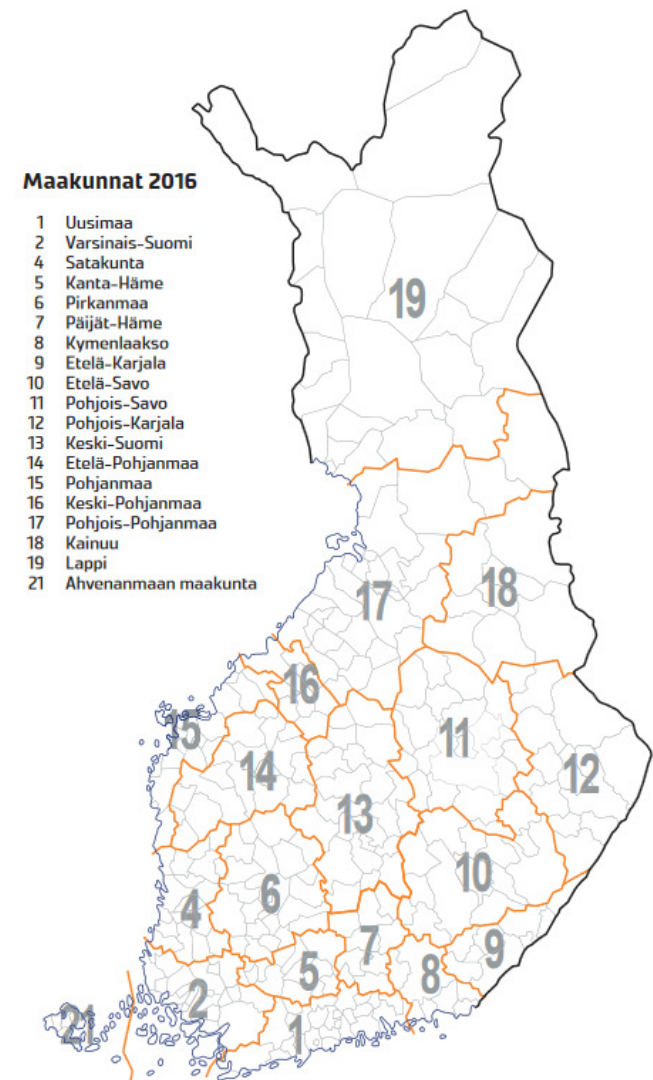 Maakunnat 2016
1 Uusimaa
2 Varsinais-Suomi
4 Satakunta
5 Kanta-Häme
6 Pirkanmaa
7 Päijät-Häme
8 Kymenlaakso
9 Etelä-Karjala
10 Etelä-Savo
11 Pohjois-Savo
12 Pohjois-Karjala
13 Keski-Suomi
14 Etelä-Pohjanmaa
15 Pohjanmaa
16 Keski-Pohjanmaa
17 Pohjois-Pohjanmaa
18 Kainuu
19 Lappi
21 Ahvenanmaan maakunta
19
18
17
16
15
11
14
12
13
10
6
4
9
7
5
8
2
21
1